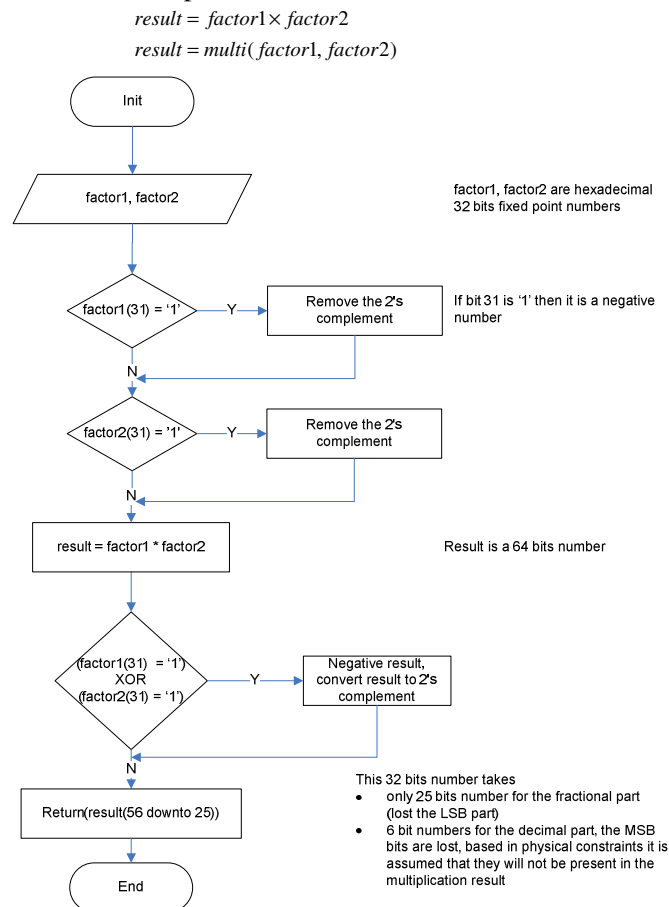 result = factor1 × factor2
result = multi(factor1, factor2)
Init
factor1, factor2
factor1, factor2 are hexadecimal
32 bits fixed point numbers
factor1(31) = ‘1’
Y
Remove the 2's
complement
If bit 31 is ‘1’ then it is a negative
number
N
factor2(31) = '1'
Y
Remove the 2's
complement
N
result = factor1 * factor2
Result is a 64 bits number
(factor1(31) = ‘1’)
XOR
(factor2(31) = ‘1’)
Y
Negative result,
convert result to 2's
complement
N
This 32 bits number takes
• only 25 bits number for the fractional part
(lost the LSB part)
• 6 bit numbers for the decimal part, the MSB
bits are lost, based in physical constraints it is
assumed that they will not be present in the
multiplication result
Return(result(56 downto 25))
End